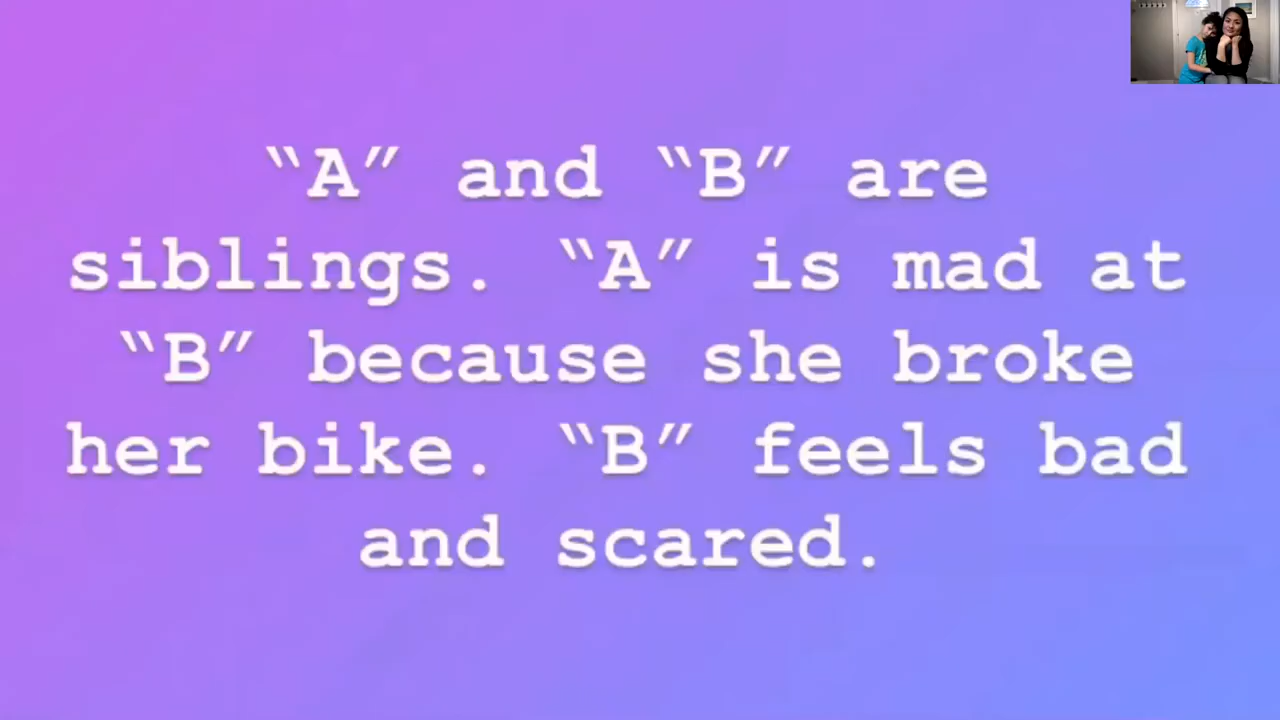 “A” and “B” are
siblings. “A” is mad at
“B” because she broke
her bike. “B” feels bad
and scared.